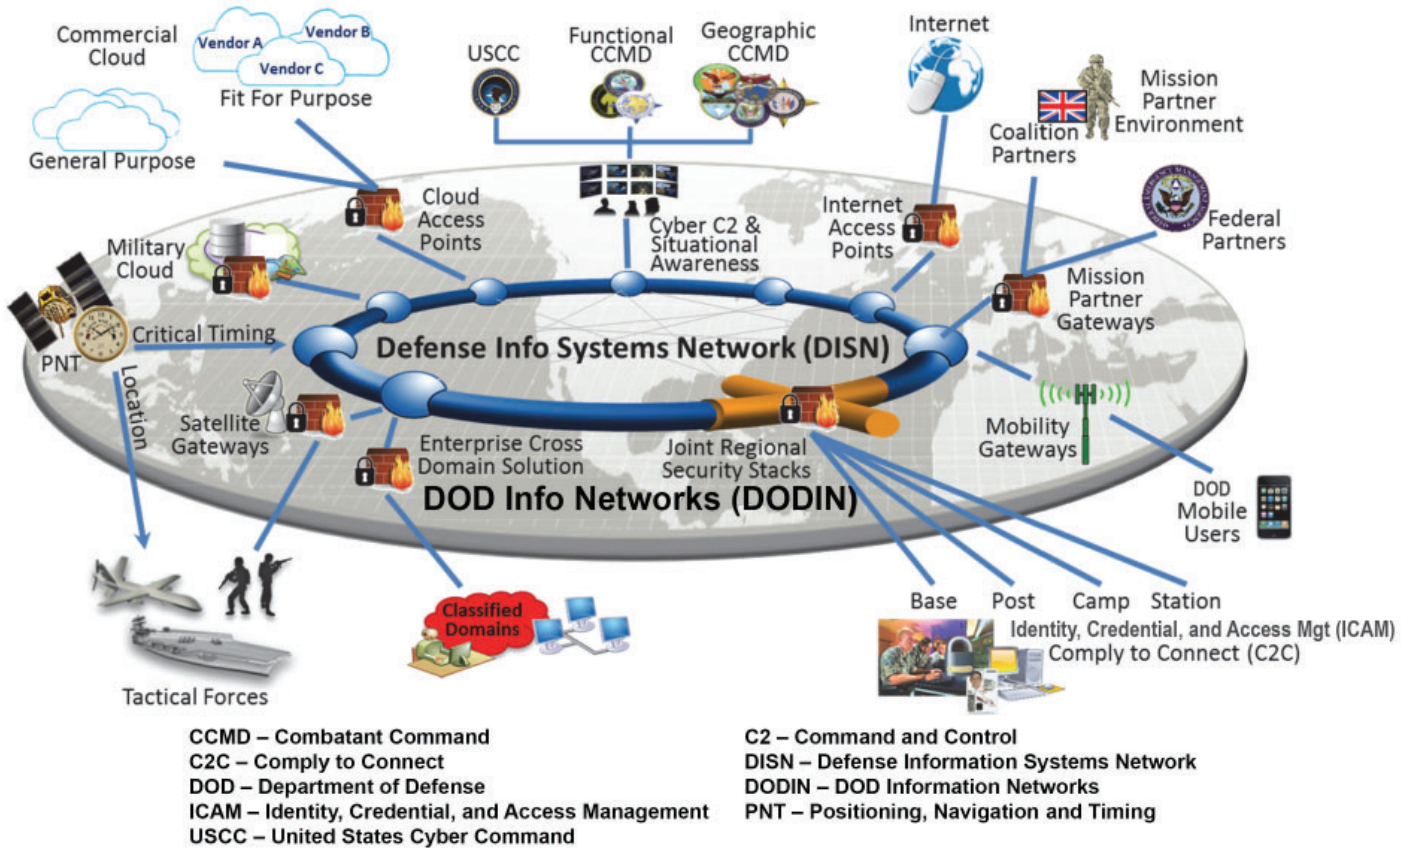 Commercial
Cloud
Vendor A
Vendor B
Vendor C
Fit For Purpose
General Purpose
USCC
Functional
CCMD
Geographic
CCMD
Internet
Coalition
Partners
Mission
Partner
Environment
Federal
Partners
Cloud
Access
Points
Cyber C2 &
Situational
Awareness
Internet
Access
Points
Mission
Partner
Gateways
Military
Cloud
PNT
Critical Timing
Location
Defense Info Systems Network (DISN)
Satellite
Gateways
Enterprise Cross
Domain Solution
Joint Regional
Security Stacks
Mobility
Gateways
DOD Info Networks (DODIN)
DOD
Mobile
Users
Tactical Forces
Classified
Domains
Base
Post
Camp
Station
Identity, Credential, and Access Mgt (ICAM)
Comply to Connect (C2C)
CCMD – Combatant Command
C2C – Comply to Connect
DOD – Department of Defense
ICAM – Identity, Credential, and Access Management
USCC – United States Cyber Command
C2 – Command and Control
DISN – Defense Information Systems Network
DODIN – DOD Information Networks
PNT – Positioning, Navigation and Timing